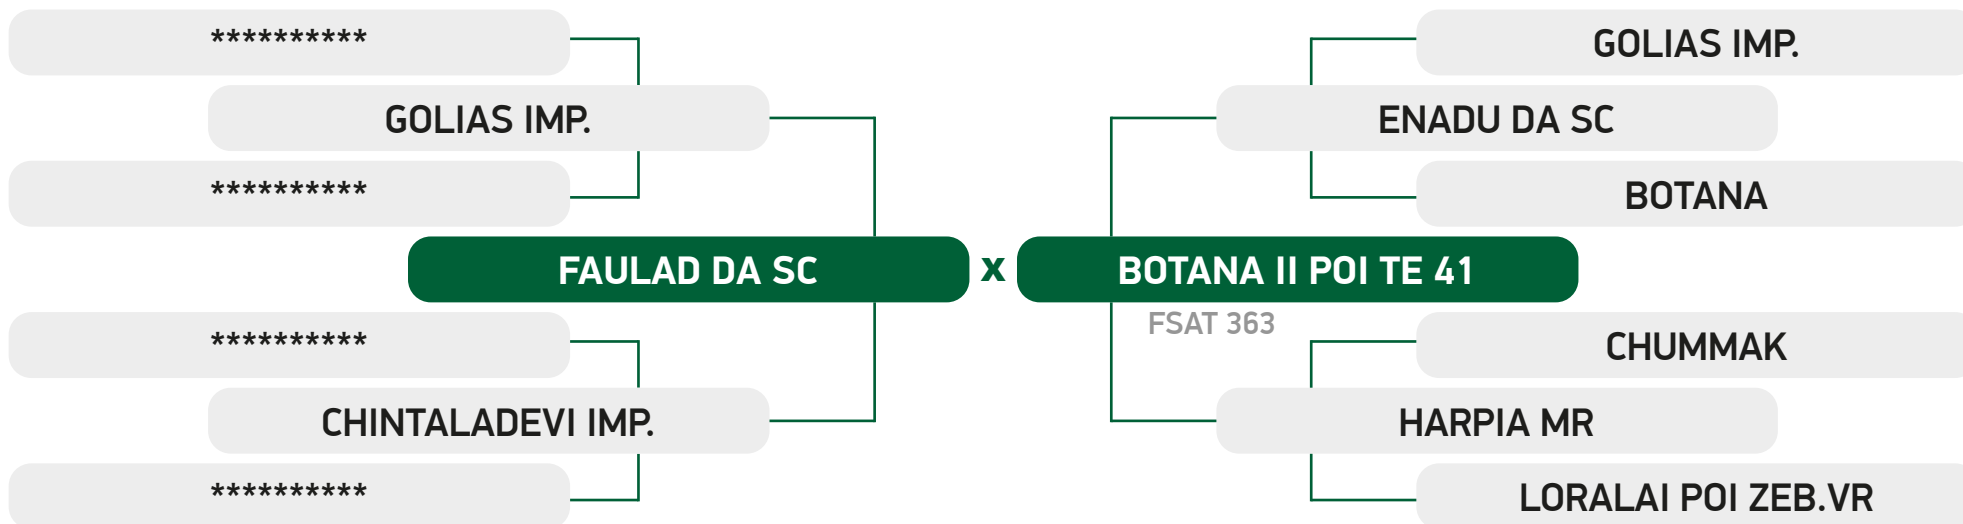 **********
GOLIAS IMP.
**********
FAULAD DA SC
**********
CHINTALADEVI IMP.
**********
x
GOLIAS IMP.
ENADU DA SC
BOTANA
BOTANA II POI TE 41
FSAT 363
CHUMMAK
HARPIA MR
LORALAI POI ZEB.VR